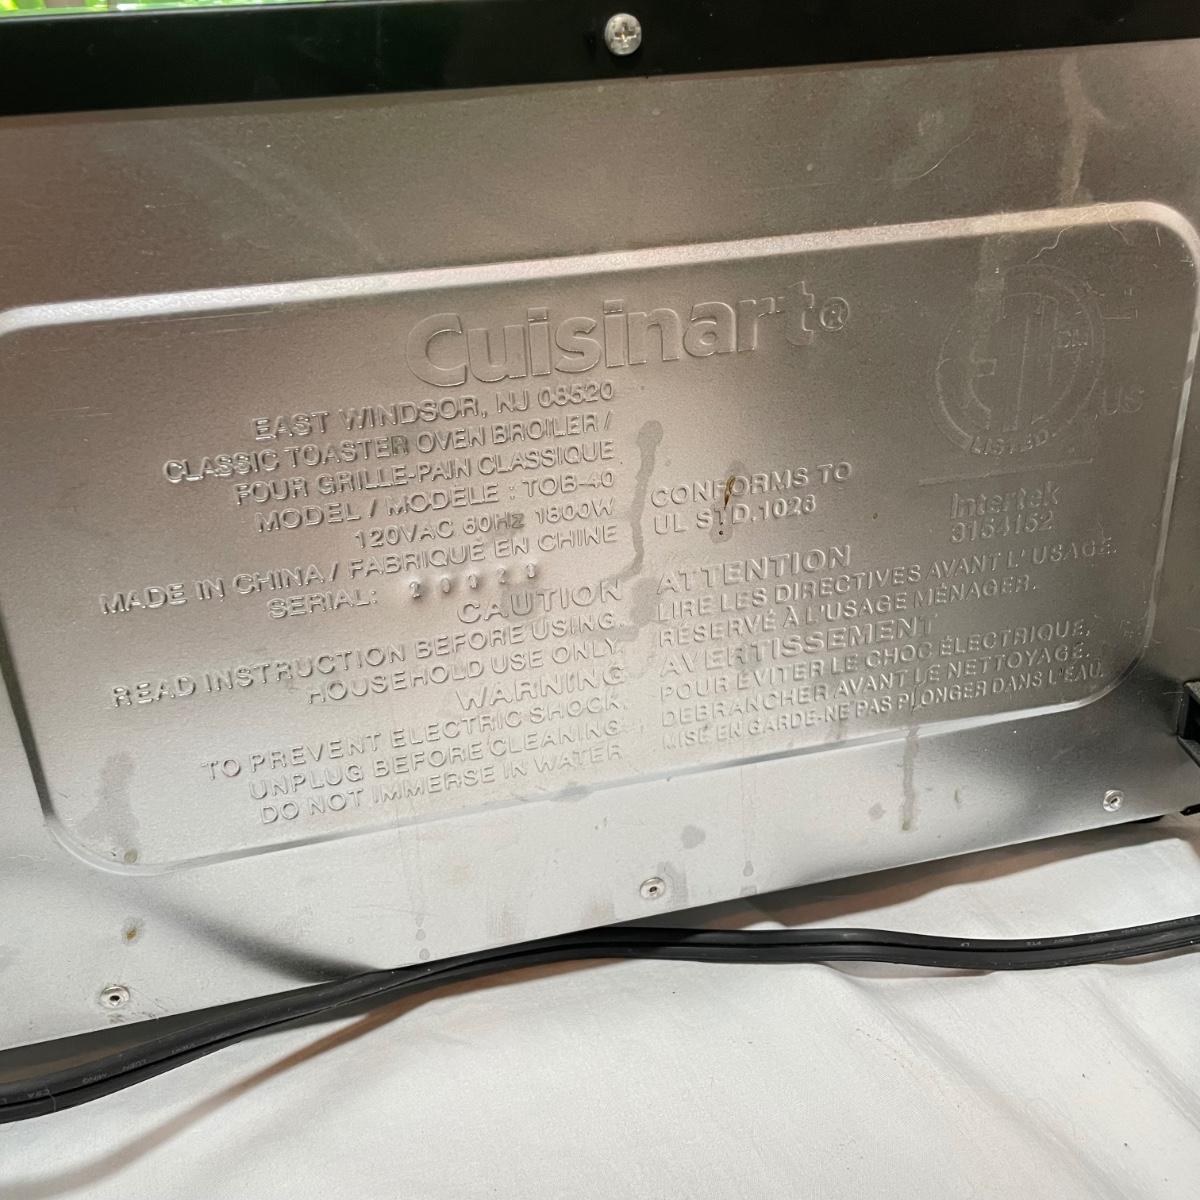 Cuisinart®
EAST WINDSOR, NJ 08520
CLASSIC TOASTER OVEN BROILER /
FOUR GRILLE-PAIN CLASSIQUE
MODEL / MODÈLE : TOB-40
120VAC 60Hz 1800W
MADE IN CHINA / FABRIQUÉ EN CHINE
SERIAL:
CAUTION
READ INSTRUCTION BEFORE USING.
HOUSEHOLD USE ONLY.
WARNING
TO PREVENT ELECTRIC SHOCK,
UNPLUG BEFORE CLEANING-
DO NOT IMMERSE IN WATER
CONFORMS TO
UL STD.1026
ATTENTION
LIRE LES DIRECTIVES AVANT L'USAGE.
RÉSERVÉ À L'USAGE MÉNAGER.
AVERTISSEMENT
POUR ÉVITER LE CHOC ÉLECTRIQUE,
DEBRANCHER AVANT LE NETTOYAGE.
MISE EN GARDE-NE PAS PLONGER DANS L'EAU.
ETL
LISTED
US
Intertek
3154152